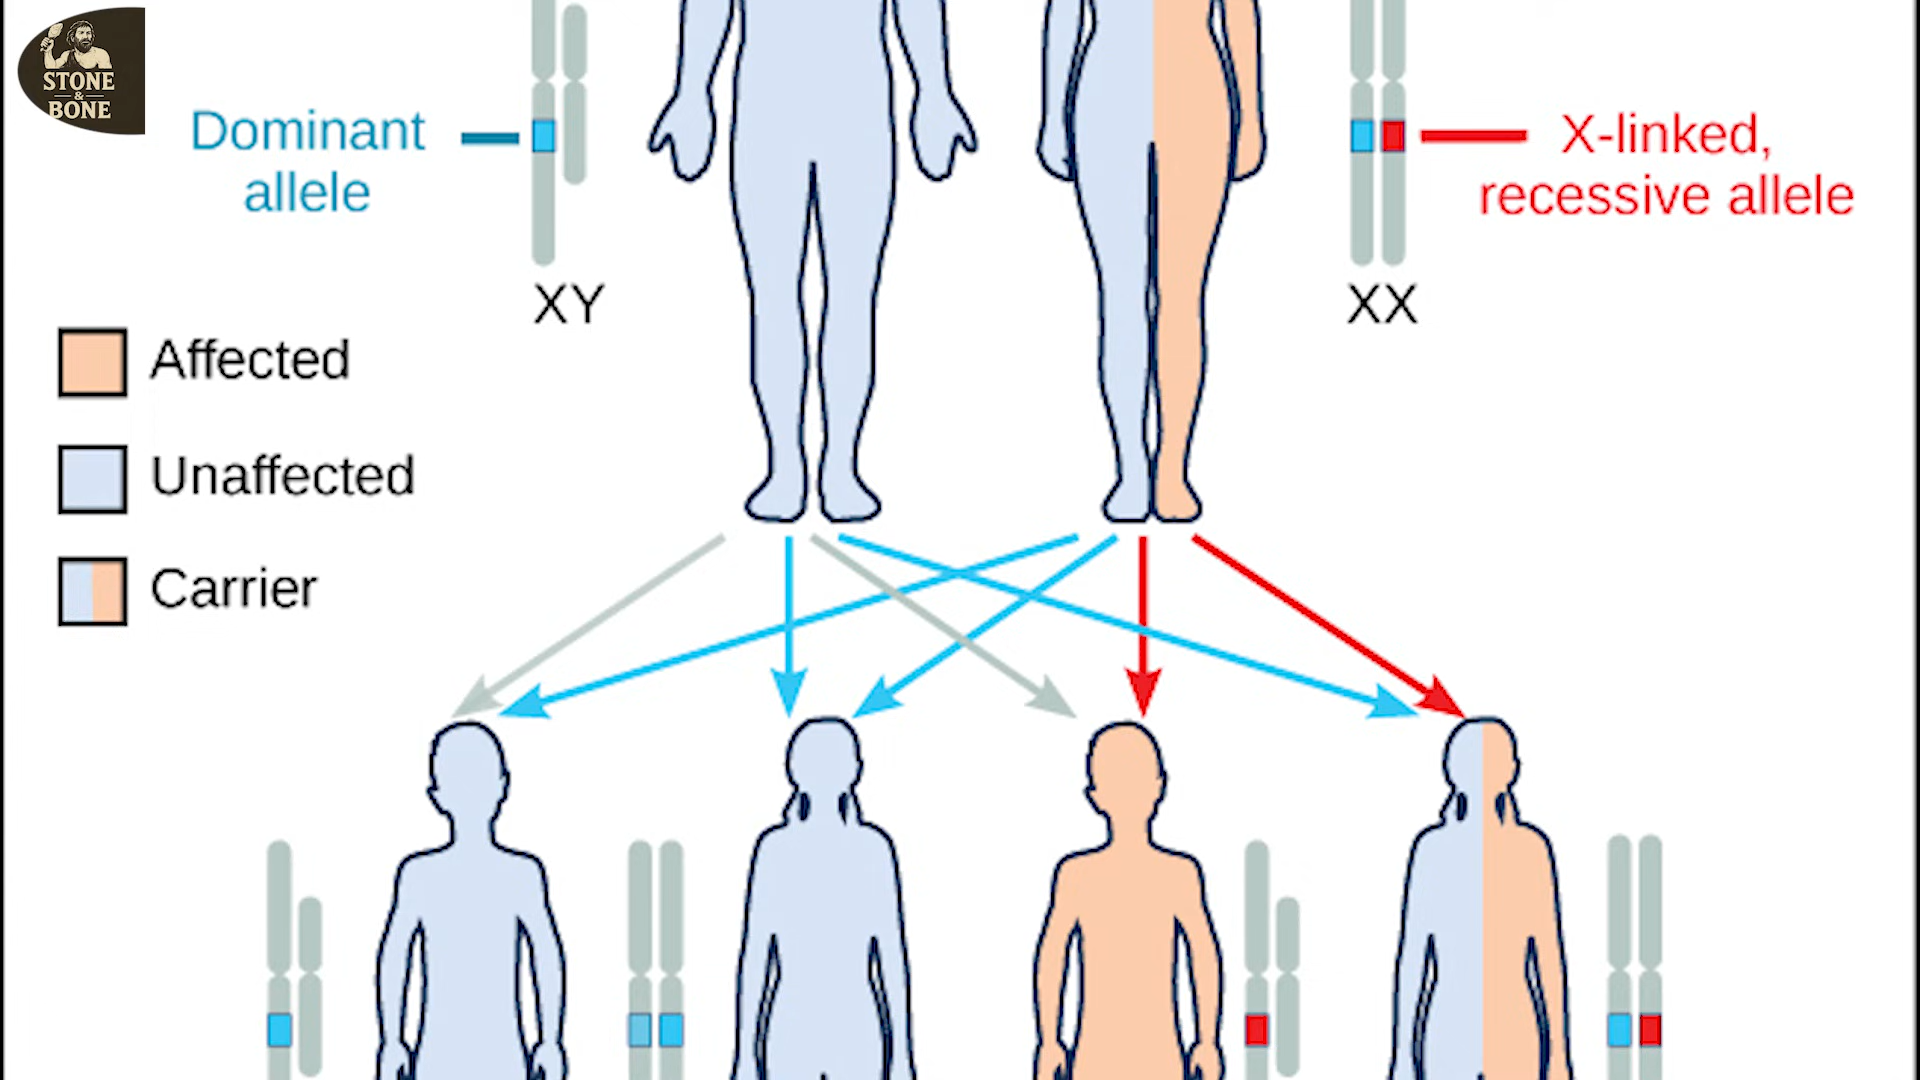 STONE
&
BONE
Dominant
allele
X-linked,
recessive allele
XY
XX
Affected
Unaffected
Carrier